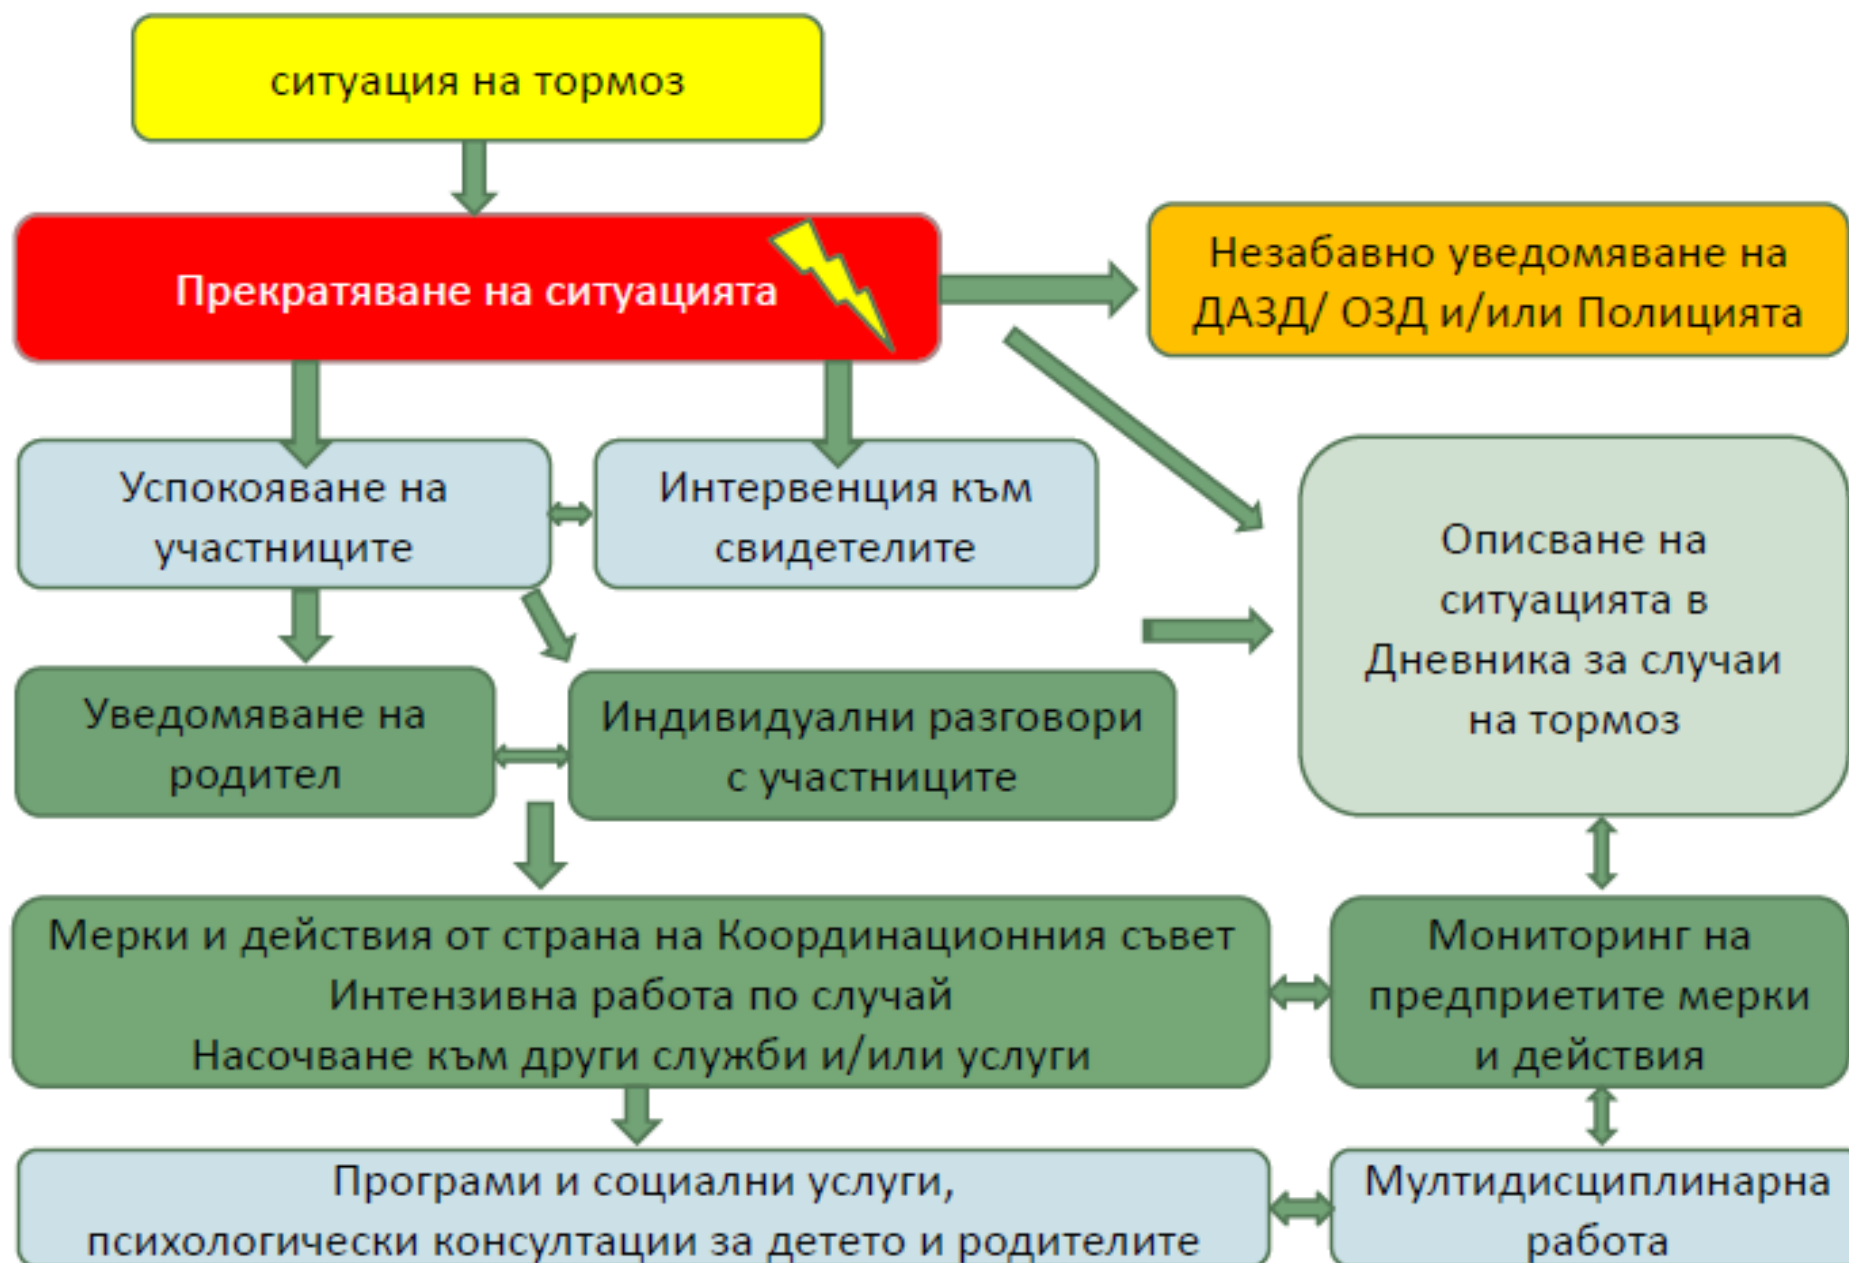 ситуация на тормоз
Прекратяване на ситуацията
Незабавно уведомяване на
ДАЗД/ ОЗД и/или Полицията
Успокояване на
участниците
Интервенция към
свидетелите
Описване на
ситуацията в
Дневника за случаи
на тормоз
Уведомяване на
родител
Индивидуални разговори
с участниците
Мерки и действия от страна на Координационния съвет
Интензивна работа по случай
Насочване към други служби и/или услуги
Мониторинг на
предприетите мерки
и действия
Програми и социални услуги,
психологически консултации за детето и родителите
Мултидисциплинарна
работа